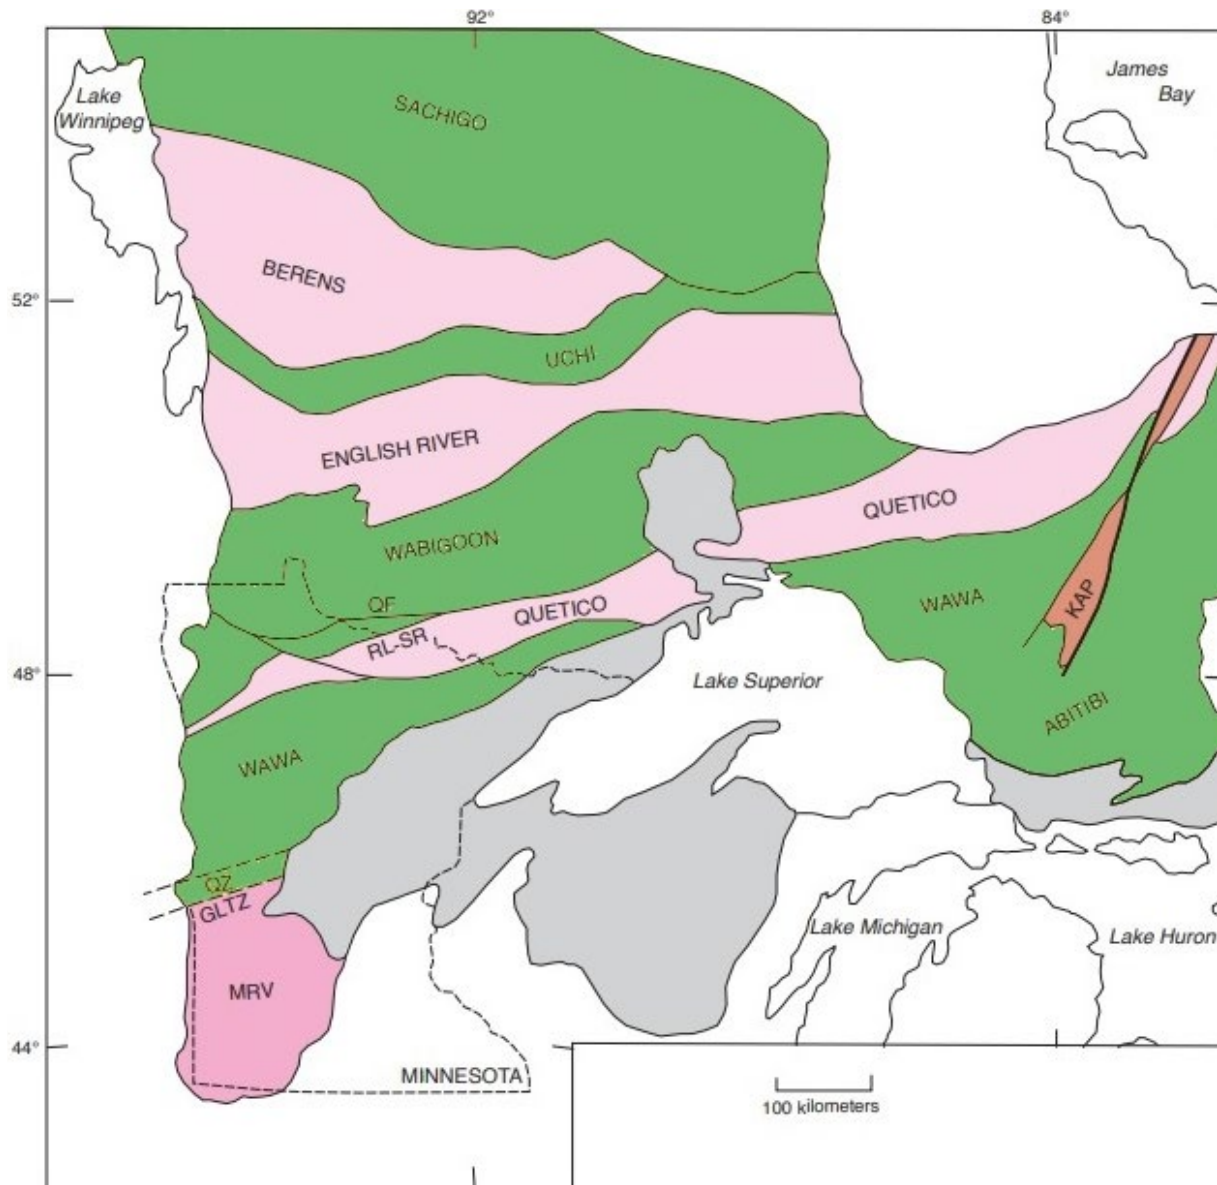 92°
84°
James
Bay
Lake
Winnipeg
SACHIGO
BERENS
52°
UCHI
ENGLISH RIVER
QUETICO
WABIGOON
QF
QUETICO
WAWA
KAP
RL-SR
48°
Lake Superior
ABITIBI
WAWA
QZ
GLTZ
Lake Michigan
Lake Huron
MRV
44°
MINNESOTA
100 kilometers